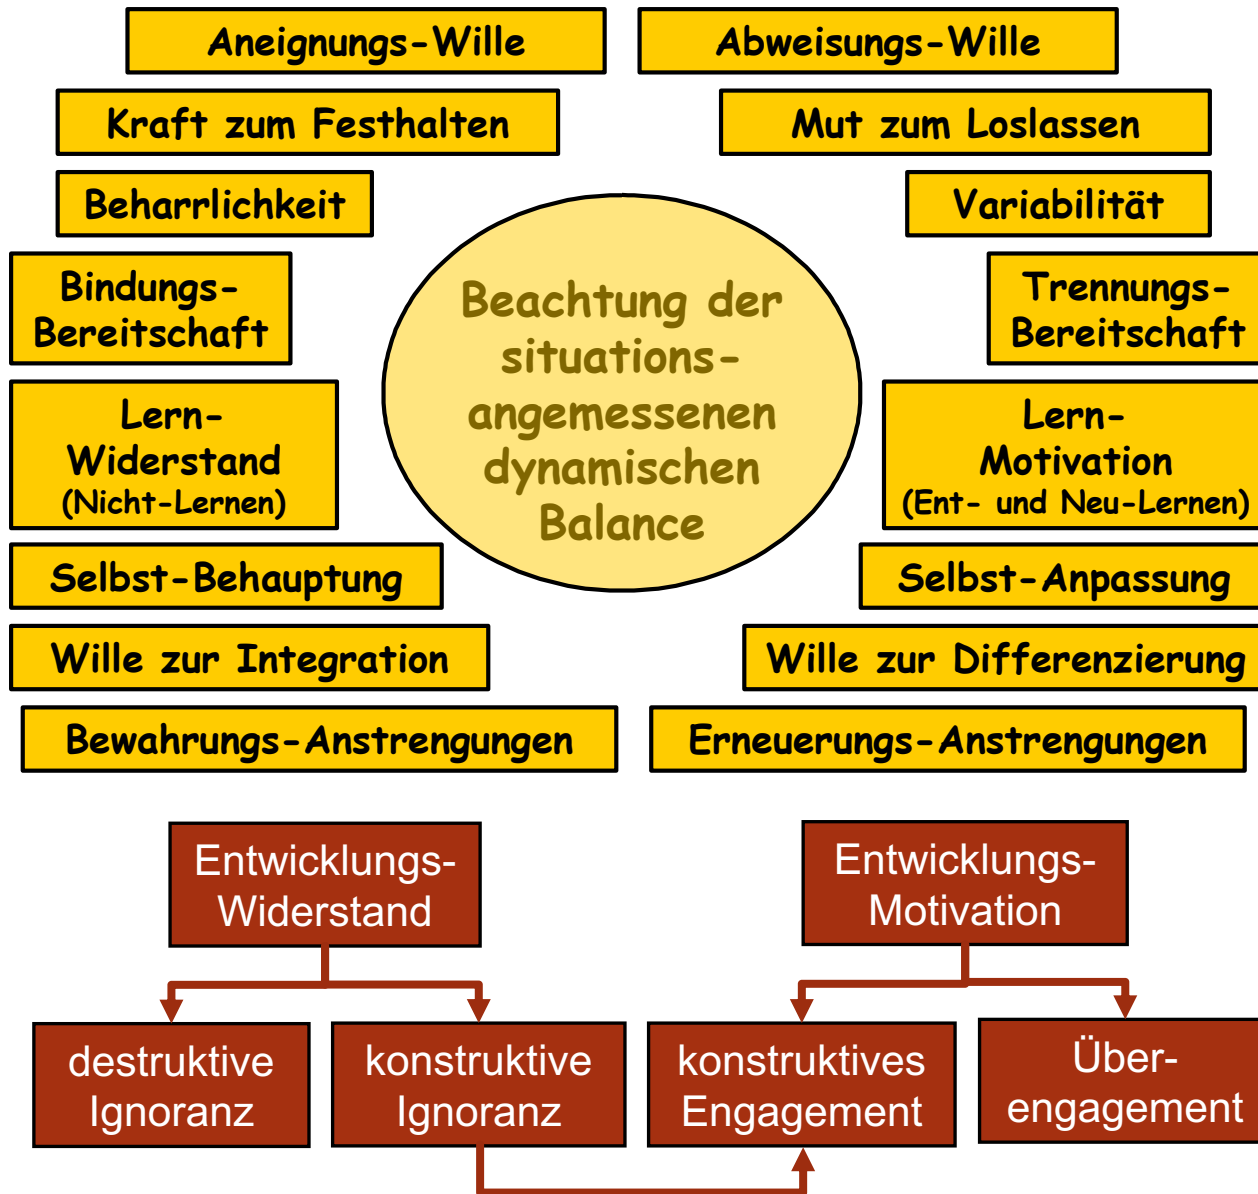 Aneignungs-Wille
Abweisungs-Wille
Kraft zum Festhalten
Mut zum Loslassen
Beharrlichkeit
Variabilität
Bindungs-
Bereitschaft
Beachtung der
situations-
angemessenen
dynamischen
Balance
Trennungs-
Bereitschaft
Lern-
Widerstand
(Nicht-Lernen)
Lern-
Motivation
(Ent- und Neu-Lernen)
Selbst-Behauptung
Selbst-Anpassung
Wille zur Integration
Wille zur Differenzierung
Bewahrungs-Anstrengungen
Erneuerungs-Anstrengungen
Entwicklungs-
Widerstand
Entwicklungs-
Motivation
destruktive
Ignoranz
konstruktive
Ignoranz
konstruktives
Engagement
Über-
engagement